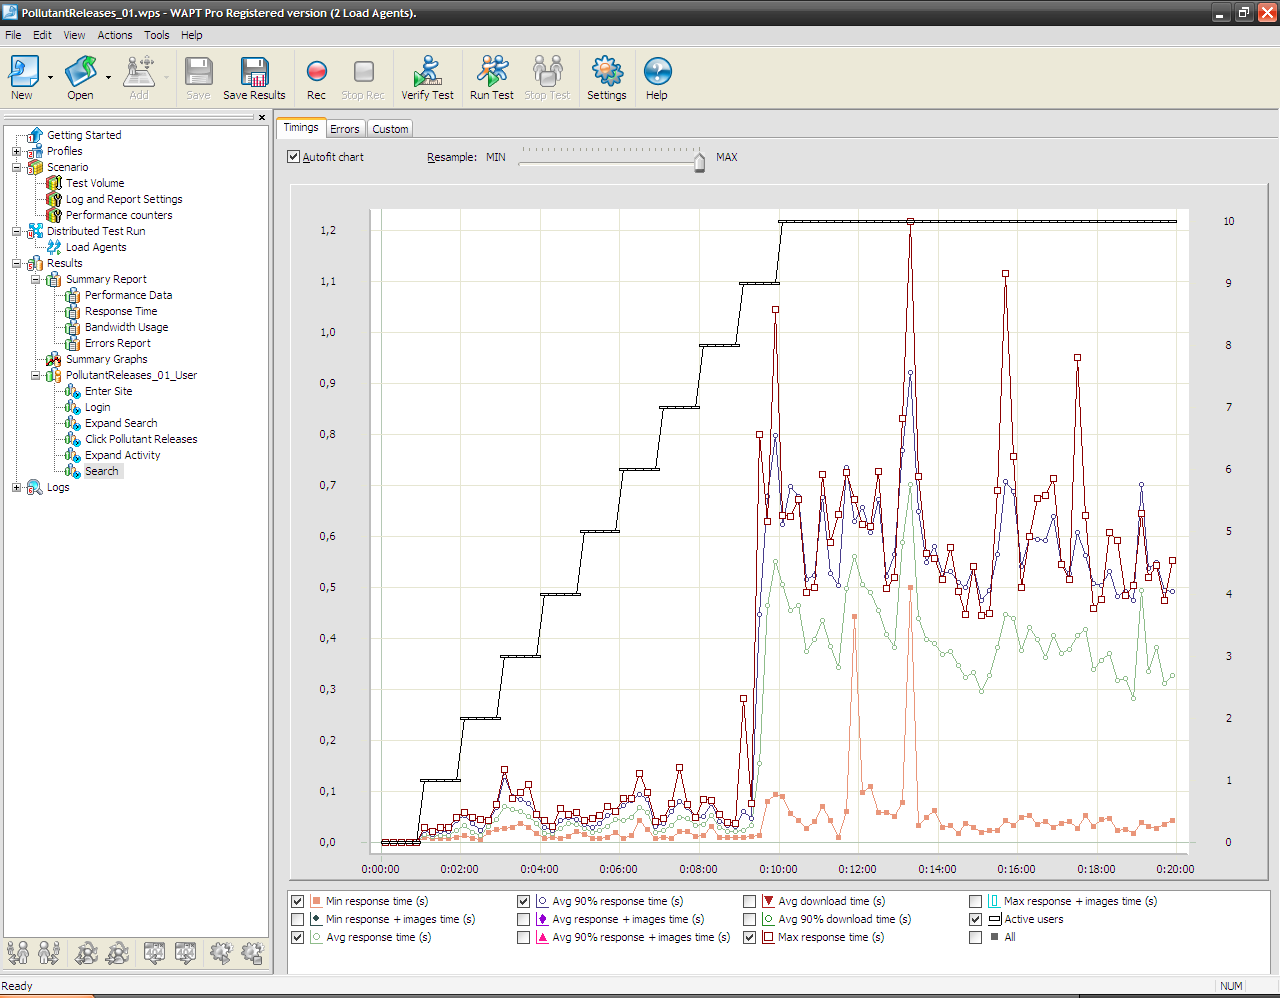 PollutantReleases_01.wps - WAPT Pro Registered version (2 Load Agents).
File Edit View Actions Tools Help
New Open Add Save Save Results Rec Stop Rec Verify Test Run Test Stop Test Settings Help
Getting Started
Profiles
Scenario
Test Volume
Log and Report Settings
Performance counters
Distributed Test Run
Load Agents
Results
Summary Report
Performance Data
Response Time
Bandwidth Usage
Errors Report
Summary Graphs
PollutantReleases_01_User
Enter Site
Login
Expand Search
Click Pollutant Releases
Expand Activity
Search
Logs
Timings Errors Custom
Autofit chart Resample: MIN MAX
1,2
1,1
1,0
0,9
0,8
0,7
0,6
0,5
0,4
0,3
0,2
0,1
0,0
10
9
8
7
6
5
4
3
2
1
0
0:00:00 0:02:00 0:04:00 0:06:00 0:08:00 0:10:00 0:12:00 0:14:00 0:16:00 0:18:00 0:20:00
Min response time (s) Avg 90% response time (s) Avg download time (s) Max response + images time (s)
Min response + images time (s) Avg response + images time (s) Avg 90% download time (s) Active users
Avg response time (s) Avg 90% response + images time (s) Max response time (s) All
Ready NUM